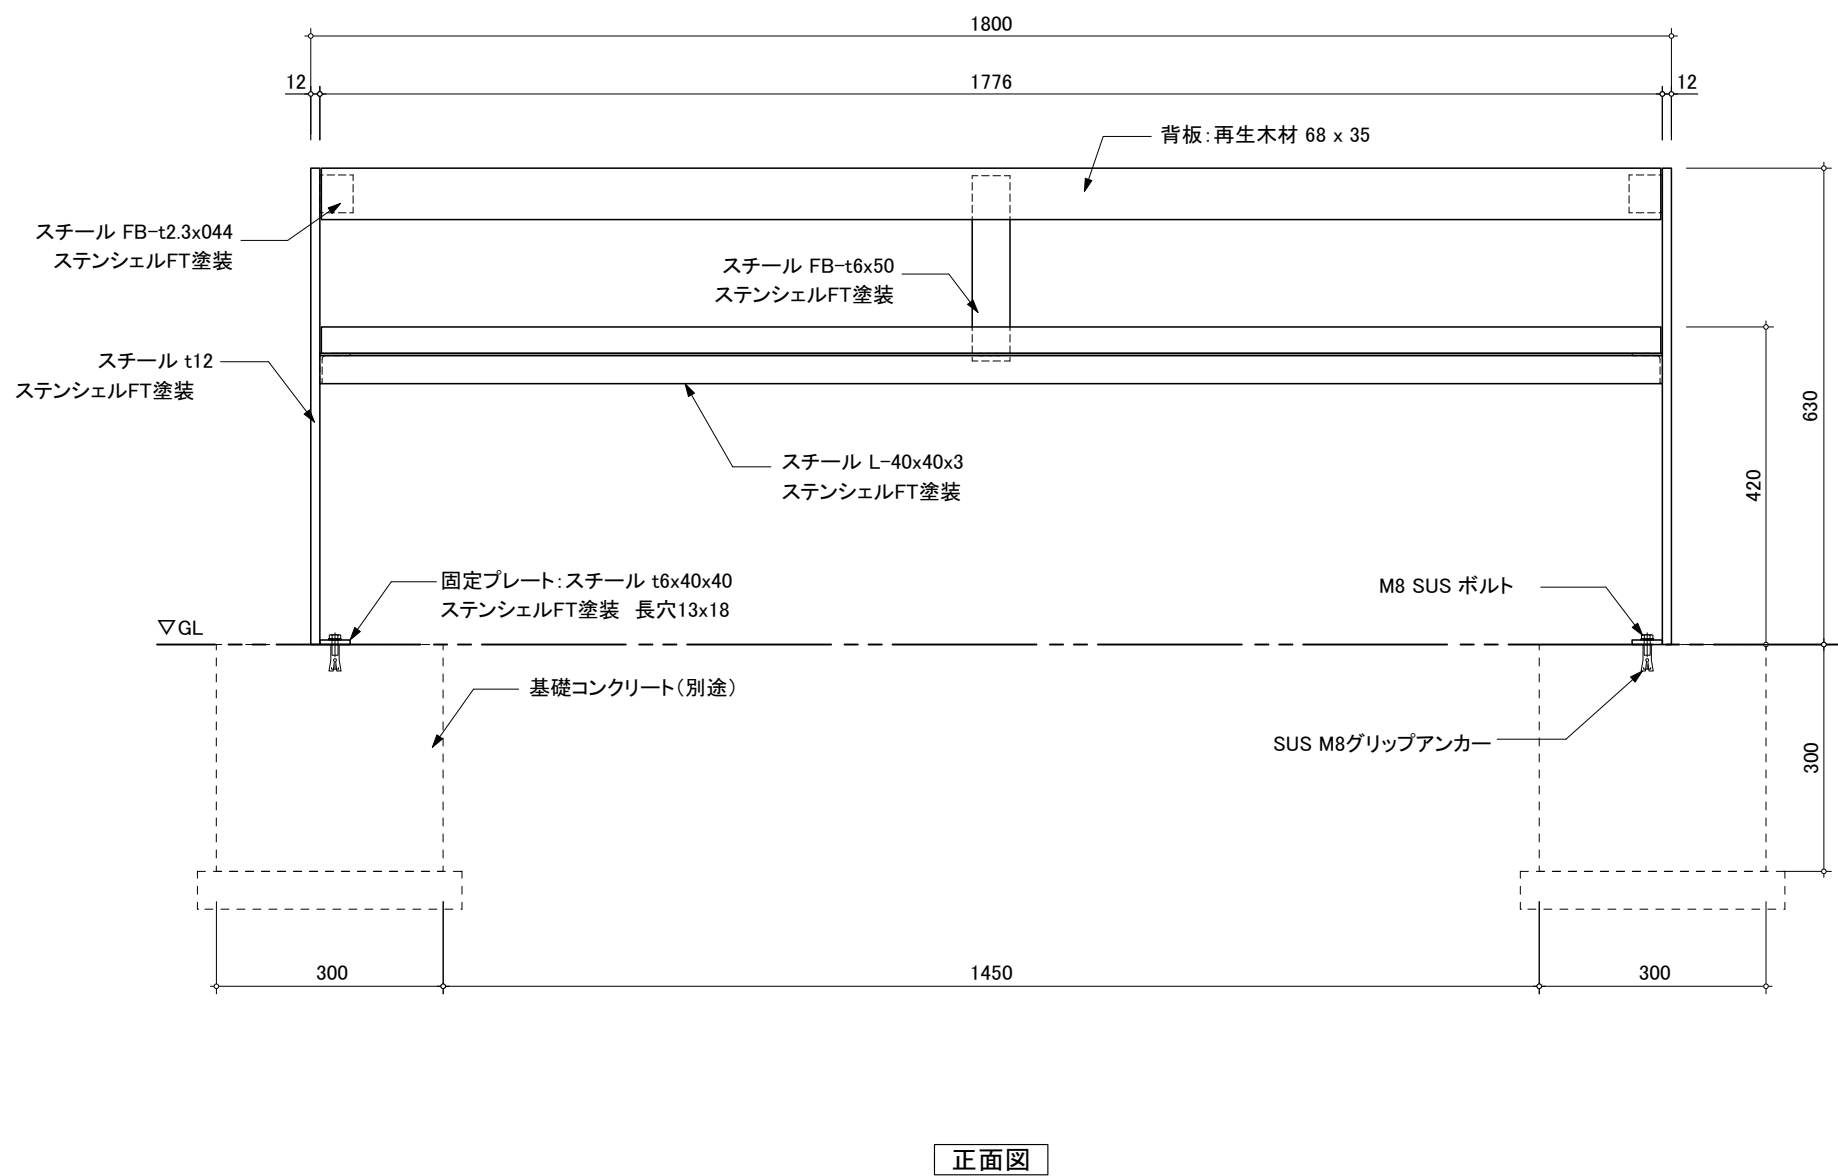 1800
12
1776
12
背板:再生木材 68 x 35
スチール FB-t2.3x044
ステンシェルFT塗装
スチール FB-t6x50
ステンシェルFT塗装
スチール t12
ステンシェルFT塗装
630
420
スチール L-40x40x3
ステンシェルFT塗装
固定プレート:スチール t6x40x40
ステンシェルFT塗装 長穴13x18
M8 SUS ボルト
▽GL
基礎コンクリート(別途)
SUS M8グリップアンカー
300
300
1450
300
正面図